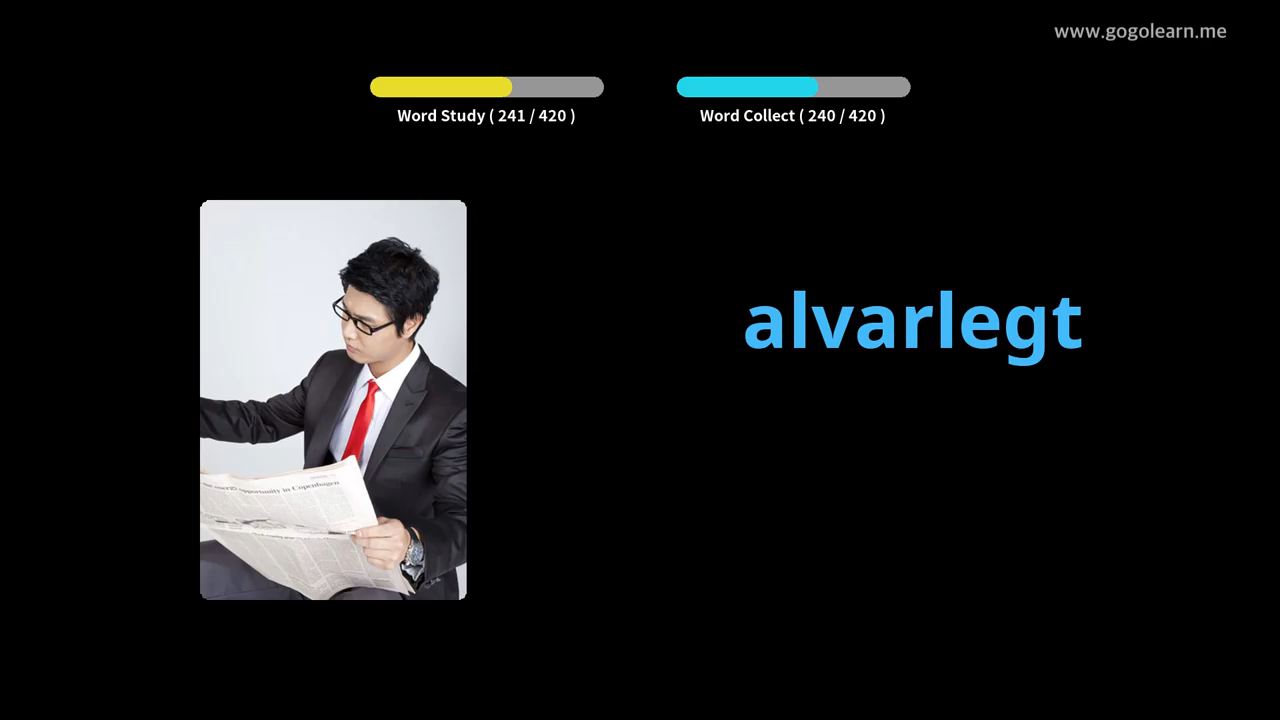 www.gogolearn.me
Word Study ( 241 / 420 )
Word Collect ( 240 / 420 )
alvarlegt
opportunity in Copenhagen